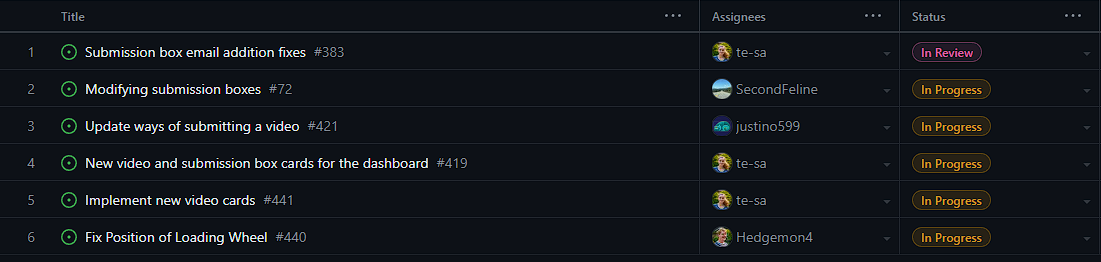 Title ... Assignees ... Status ...
1 Submission box email addition fixes #383 te-sa In Review
2 Modifying submission boxes #72 SecondFeline In Progress
3 Update ways of submitting a video #421 justino599 In Progress
4 New video and submission box cards for the dashboard #419 te-sa In Progress
5 Implement new video cards #441 te-sa In Progress
6 Fix Position of Loading Wheel #440 Hedgemon4 In Progress